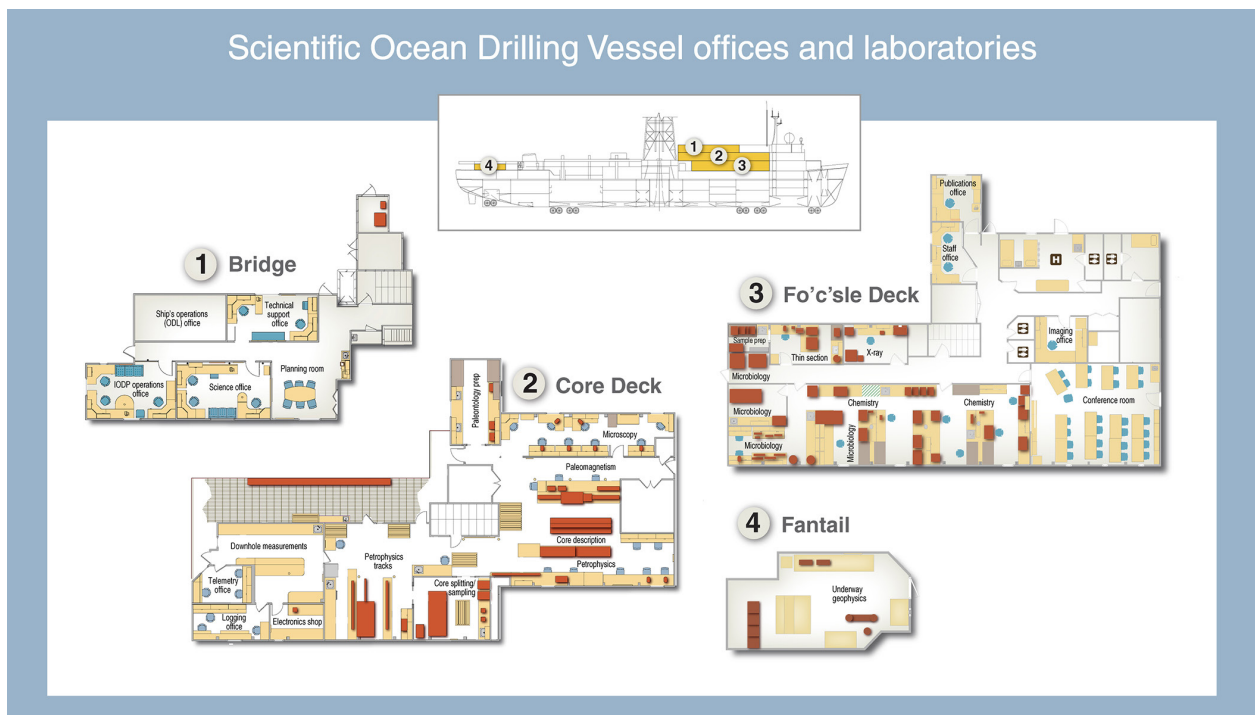 Scientific Ocean Drilling Vessel offices and laboratories
1
2
3
4
1 Bridge
Ship's operations
(ODL) office
Technical
support
office
IODP operations
office
Science office
Planning room
2 Core Deck
Paleontology prep
Microscopy
Paleomagnetism
Core description
Petrophysics
Downhole measurements
Petrophysics
tracks
Core splitting/
sampling
Telemetry
office
Logging
office
Electronics shop
3 Fo'c'sle Deck
Publications
office
Staff
office
H
Imaging
office
Sample prep
Thin section
X-ray
Microbiology
Microbiology
Microbiology
Microbiology
Chemistry
Chemistry
Conference room
4 Fantail
Underway
geophysics